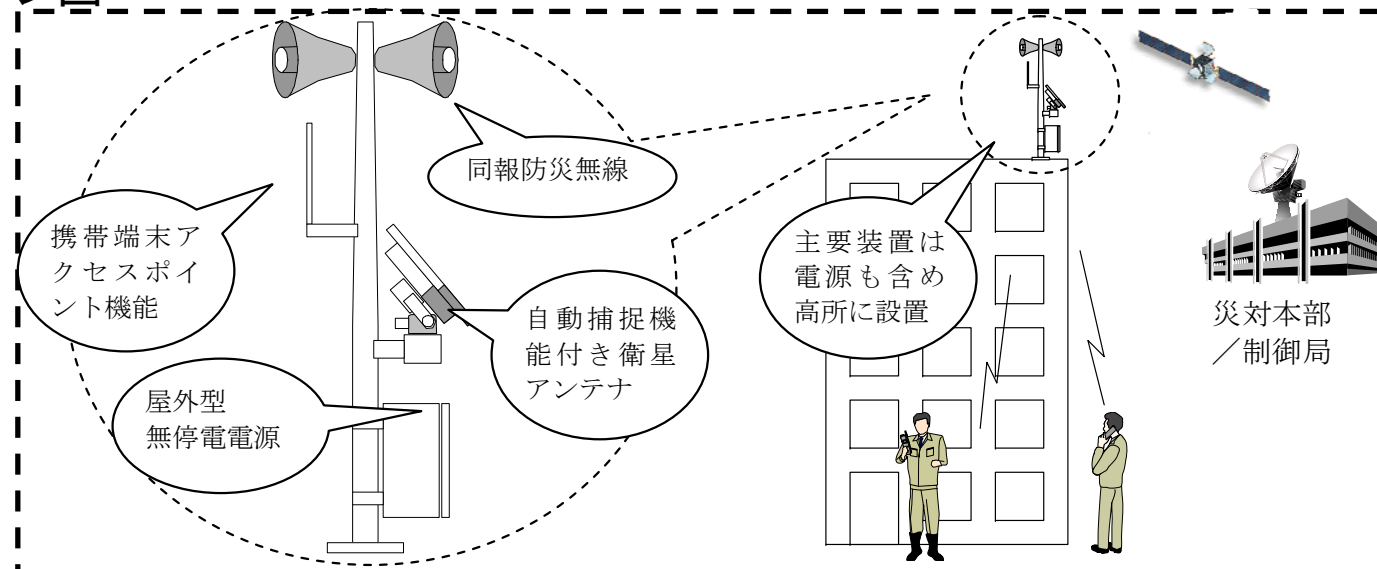 同報防災無線
携帯端末ア
クセスポイ
ント機能
自動捕捉機
能付き衛星
アンテナ
屋外型
無停電電源
主要装置は
電源も含め
高所に設置
災対本部
／制御局